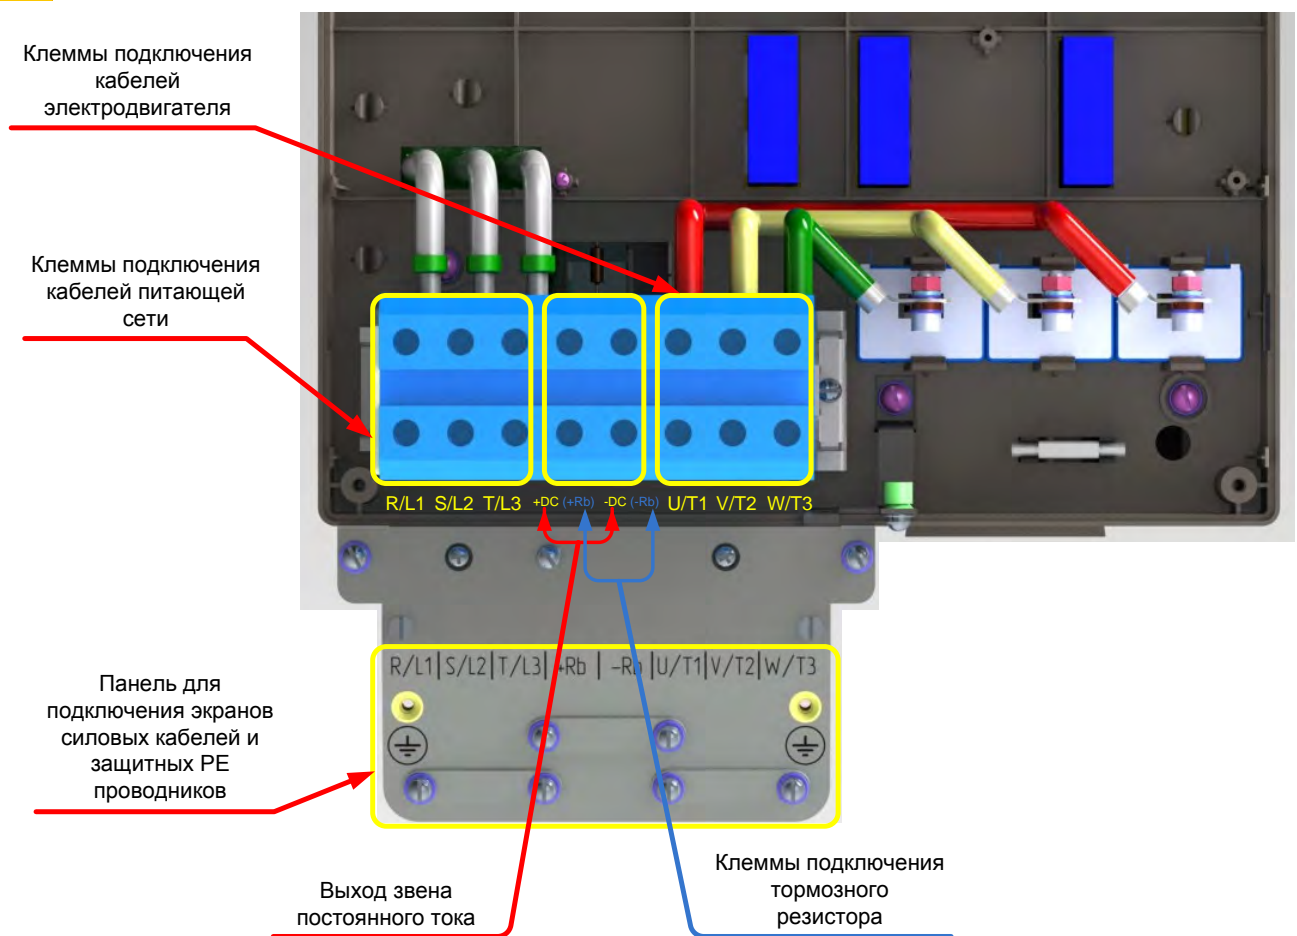 Клеммы подключения
кабелей
электродвигателя
Клеммы подключения
кабелей питающей
сети
R/L1 S/L2 T/L3 +DC (+Rb) -DC (-Rb) U/T1 V/T2 W/T3
R/L1 S/L2 T/L3 +Rb -Rb U/T1 V/T2 W/T3
Панель для
подключения экранов
силовых кабелей и
защитных PE
проводников
Выход звена
постоянного тока
Клеммы подключения
тормозного
резистора